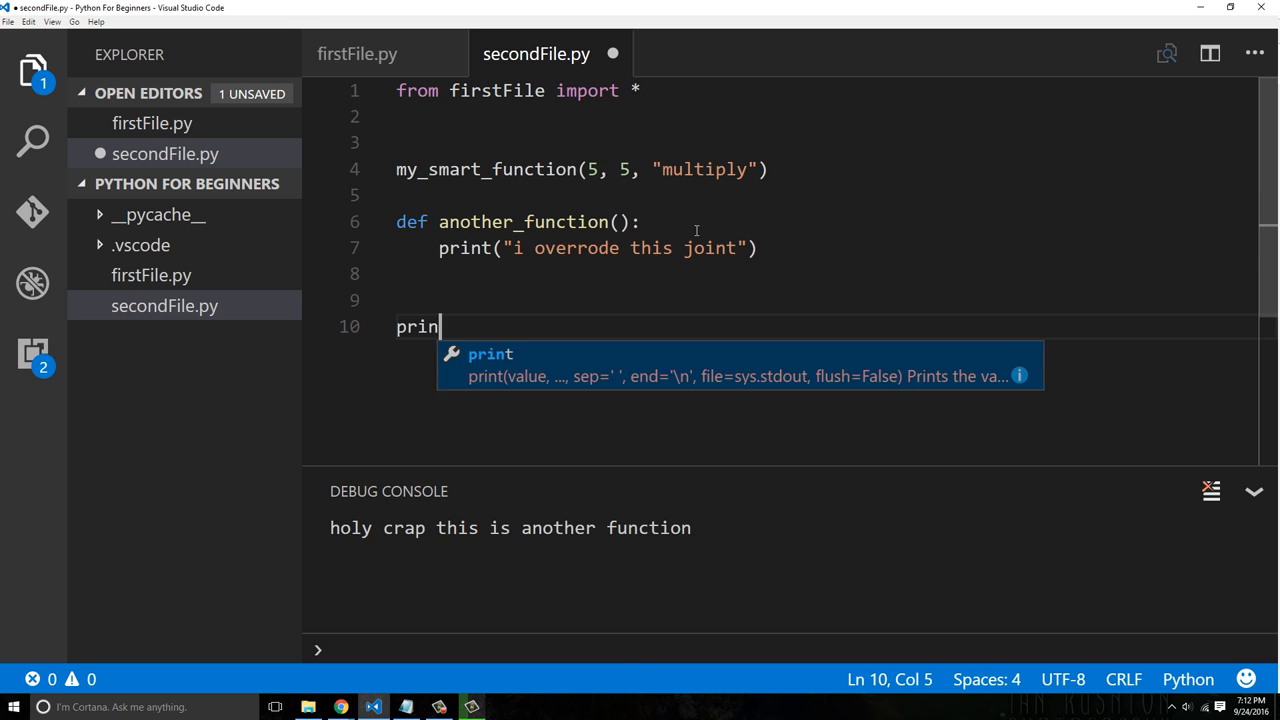 ● secondFile.py - Python For Beginners - Visual Studio Code
File Edit View Go Help
EXPLORER
OPEN EDITORS 1 UNSAVED
firstFile.py
secondFile.py
PYTHON FOR BEGINNERS
__pycache__
.vscode
firstFile.py
secondFile.py
1
2
firstFile.py secondFile.py
1 from firstFile import *
2
3
4 my_smart_function(5, 5, "multiply")
5
6 def another_function():
7 print("i overrode this joint")
8
9
10 prin
print
print(value, ..., sep=' ', end='\n', file=sys.stdout, flush=False) Prints the va...
DEBUG CONSOLE
holy crap this is another function
0 0 Ln 10, Col 5 Spaces: 4 UTF-8 CRLF Python
I'm Cortana. Ask me anything.
7:12 PM
9/24/2016